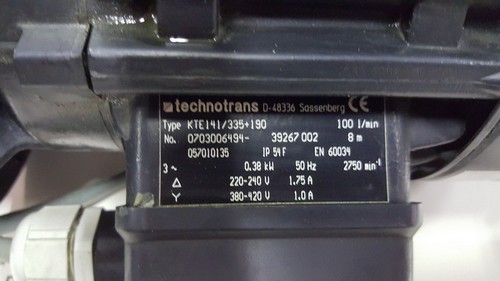 technotrans D-48336 Sassenberg CE
Type KTE141/335+190 100 l/min
No. 0703006494- 39267 002 8 m
057010135 IP 54 F EN 60034
3 ~ 0.38 kW 50 Hz 2750 min⁻¹
△ 220-240 V 1.75 A
Y 380-420 V 1.0 A